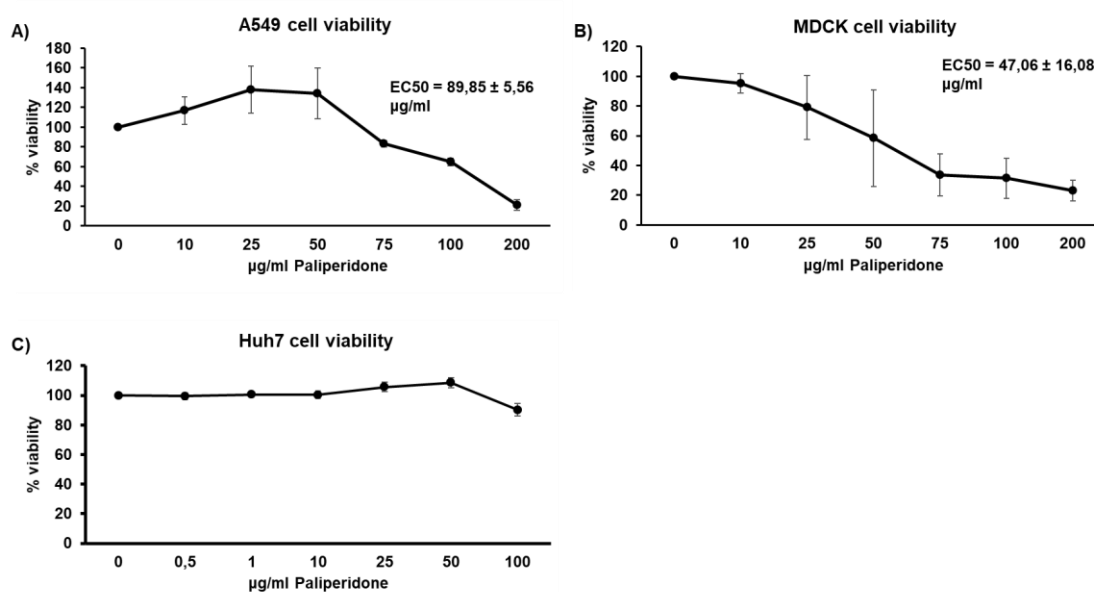 A)
A549 cell viability
180
160
140
120
100
80
60
40
20
0
% viability
EC50 = 89,85 ± 5,56
µg/ml
0 10 25 50 75 100 200
µg/ml Paliperidone
B)
MDCK cell viability
120
100
80
60
40
20
0
% viability
EC50 = 47,06 ± 16,08
µg/ml
0 10 25 50 75 100 200
µg/ml Paliperidone
C)
Huh7 cell viability
120
100
80
60
40
20
0
% viability
0 0,5 1 10 25 50 100
µg/ml Paliperidone